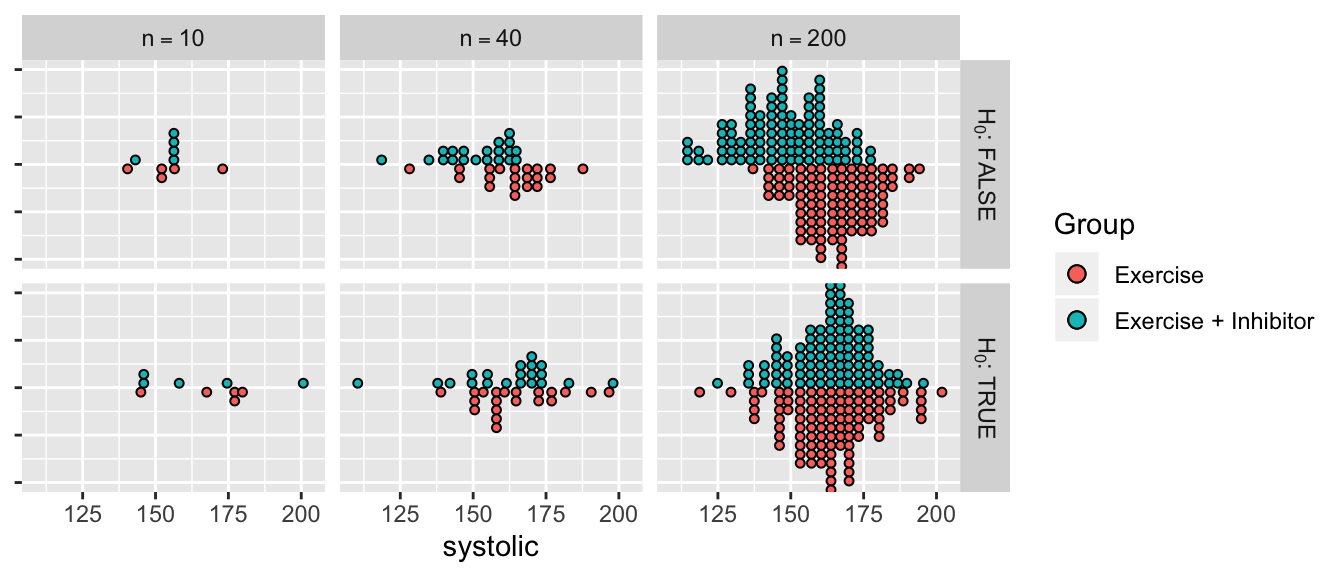 n = 10
n = 40
n = 200
H₀: FALSE
H₀: TRUE
125 150 175 200 125 150 175 200 125 150 175 200
systolic
Group
Exercise
Exercise + Inhibitor